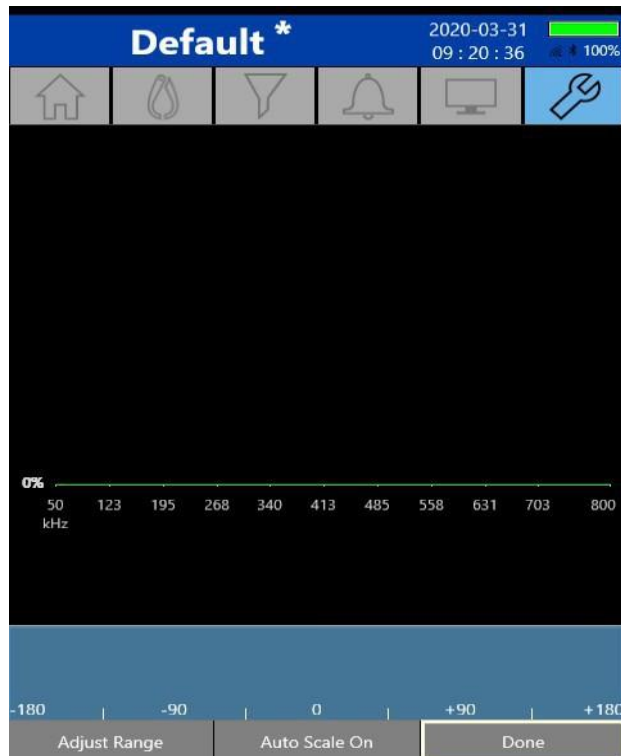 Default *
2020-03-31
09 : 20 : 36
100%
0%
50 123 195 268 340 413 485 558 631 703 800
kHz
-180 -90 0 +90 +180
Adjust Range Auto Scale On Done